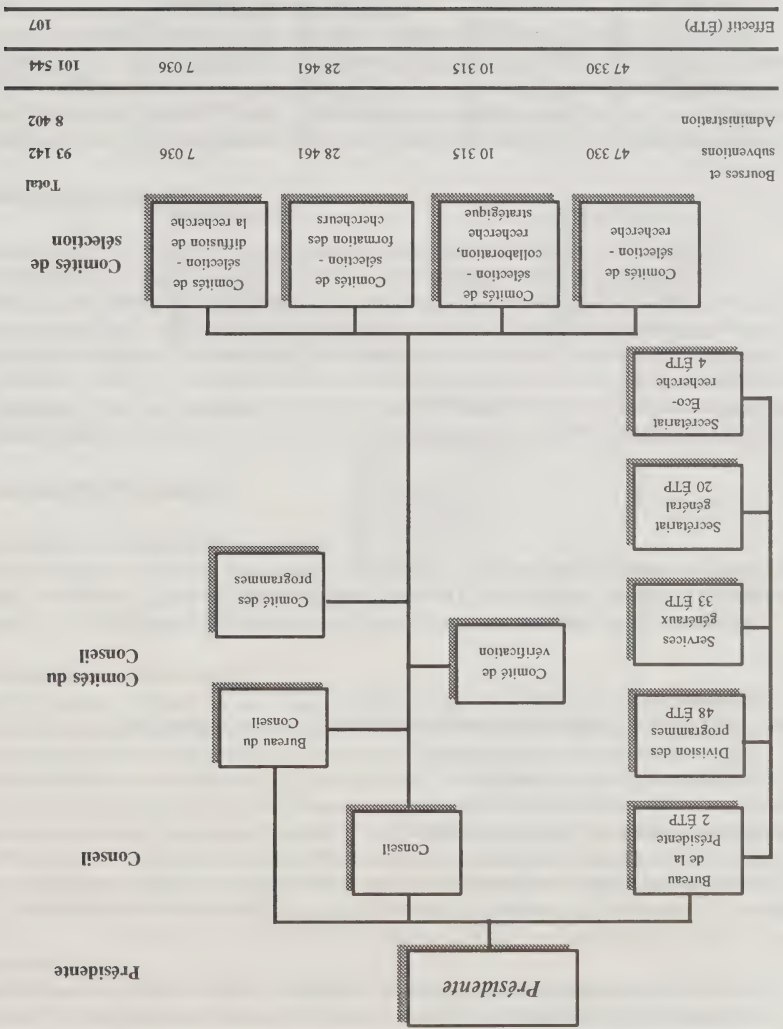 Présidente
Présidente
Bureau
de la
Présidente
2 ÉTP
Conseil
Conseil
Division des
programmes
48 ÉTP
Bureau du
Conseil
Comités du
Conseil
Services
généraux
33 ÉTP
Comité de
vérification
Comité des
programmes
Secrétariat
général
20 ÉTP
Secrétariat
Éco-
recherche
4 ÉTP
Comités de
sélection -
recherche
Comités de
sélection -
collaboration,
recherche
stratégique
Comités de
sélection -
formation des
chercheurs
Comités de
sélection -
diffusion de
la recherche
Comités de
sélection
Total
Bourses et
subventions 47 330 10 315 28 461 7 036 93 142
Administration 8 402
47 330 10 315 28 461 7 036 101 544
Effectif (ÉTP) 107